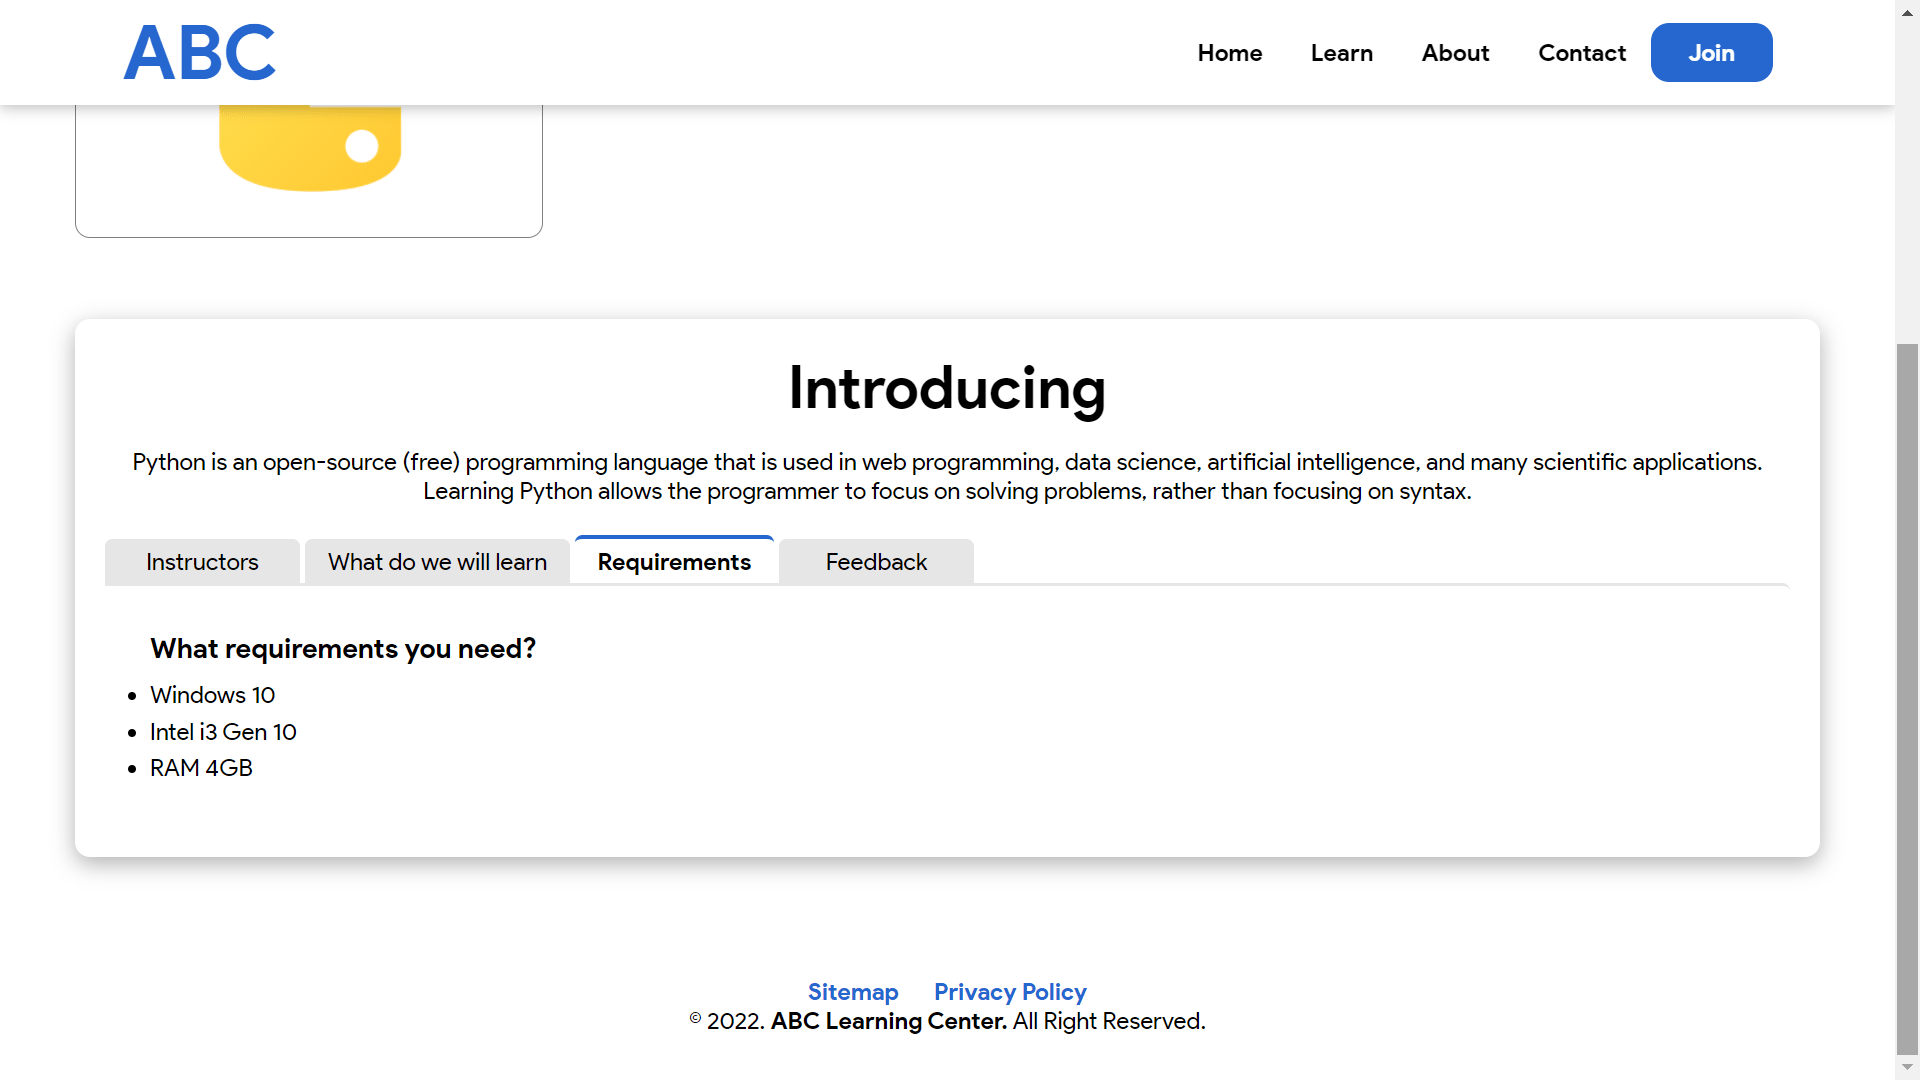 ABC
Home Learn About Contact Join
Introducing
Python is an open-source (free) programming language that is used in web programming, data science, artificial intelligence, and many scientific applications.
Learning Python allows the programmer to focus on solving problems, rather than focusing on syntax.
Instructors What do we will learn Requirements Feedback
What requirements you need?
• Windows 10
• Intel i3 Gen 10
• RAM 4GB
Sitemap Privacy Policy
© 2022. ABC Learning Center. All Right Reserved.